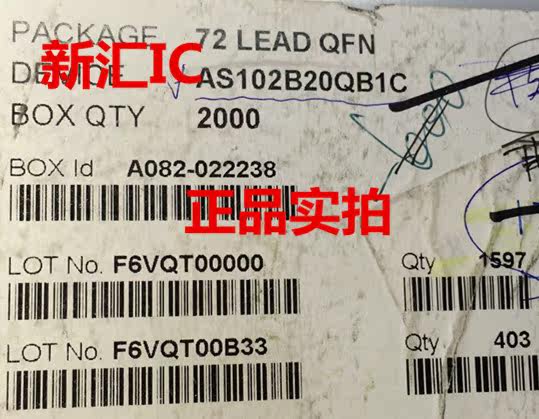 PACKAGE 72 LEAD QFN
新汇IC
DEVICE AS102B20QB1C
BOX QTY 2000
BOX Id A082-022238
正品实拍
LOT No. F6VQT00000 Qty 1597
LOT No. F6VQT00B33 Qty 403